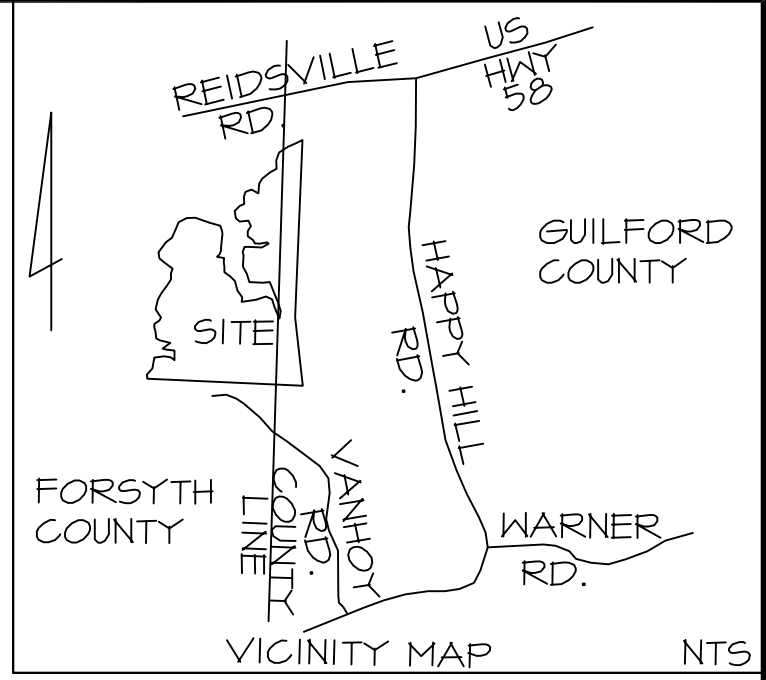 REIDSVILLE
RD.
US
HWY
58
GUILFORD
COUNTY
HAPPY HILL
RD.
SITE
FORSYTH
COUNTY
VANHOY
RD.
COUNTY
LINE
WARNER
RD.
VICINITY MAP
NTS